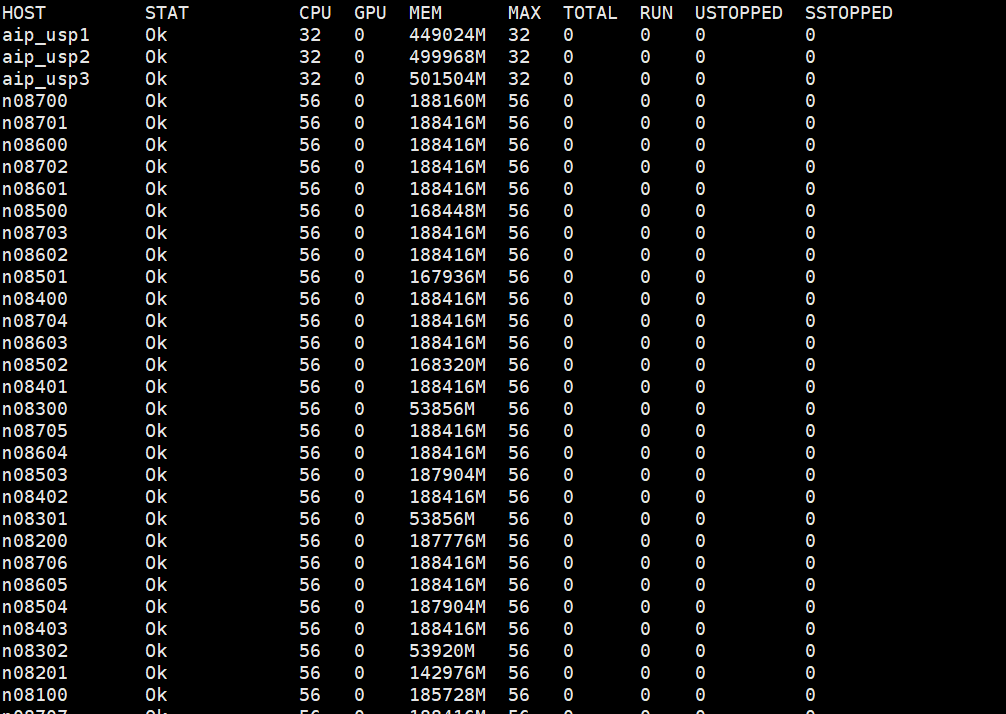 HOST STAT CPU GPU MEM MAX TOTAL RUN USTOPPED SSTOPPED
aip_usp1 Ok 32 0 449024M 32 0 0 0 0
aip_usp2 Ok 32 0 499968M 32 0 0 0 0
aip_usp3 Ok 32 0 501504M 32 0 0 0 0
n08700 Ok 56 0 188160M 56 0 0 0 0
n08701 Ok 56 0 188416M 56 0 0 0 0
n08600 Ok 56 0 188416M 56 0 0 0 0
n08702 Ok 56 0 188416M 56 0 0 0 0
n08601 Ok 56 0 188416M 56 0 0 0 0
n08500 Ok 56 0 168448M 56 0 0 0 0
n08703 Ok 56 0 188416M 56 0 0 0 0
n08602 Ok 56 0 188416M 56 0 0 0 0
n08501 Ok 56 0 167936M 56 0 0 0 0
n08400 Ok 56 0 188416M 56 0 0 0 0
n08704 Ok 56 0 188416M 56 0 0 0 0
n08603 Ok 56 0 188416M 56 0 0 0 0
n08502 Ok 56 0 168320M 56 0 0 0 0
n08401 Ok 56 0 188416M 56 0 0 0 0
n08300 Ok 56 0 53856M 56 0 0 0 0
n08705 Ok 56 0 188416M 56 0 0 0 0
n08604 Ok 56 0 188416M 56 0 0 0 0
n08503 Ok 56 0 187904M 56 0 0 0 0
n08402 Ok 56 0 188416M 56 0 0 0 0
n08301 Ok 56 0 53856M 56 0 0 0 0
n08200 Ok 56 0 187776M 56 0 0 0 0
n08706 Ok 56 0 188416M 56 0 0 0 0
n08605 Ok 56 0 188416M 56 0 0 0 0
n08504 Ok 56 0 187904M 56 0 0 0 0
n08403 Ok 56 0 188416M 56 0 0 0 0
n08302 Ok 56 0 53920M 56 0 0 0 0
n08201 Ok 56 0 142976M 56 0 0 0 0
n08100 Ok 56 0 185728M 56 0 0 0 0